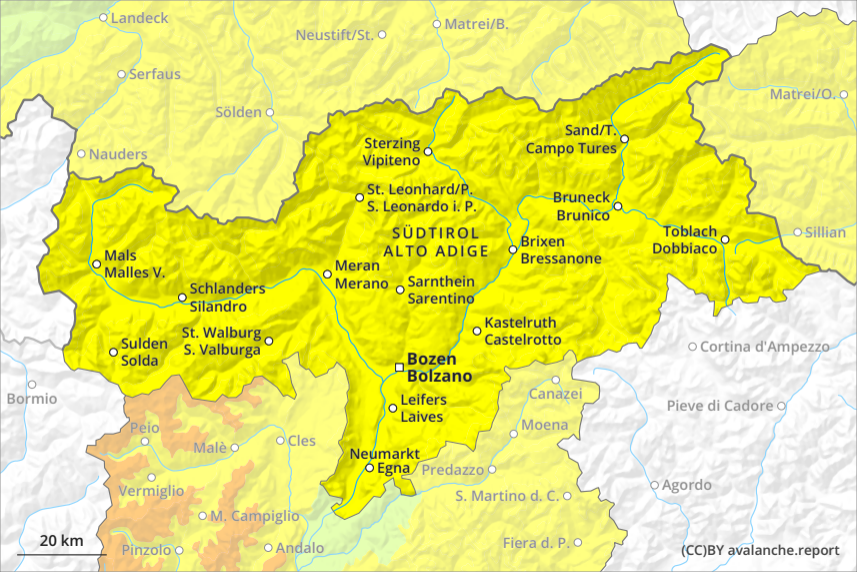 Landeck
Matrei/B.
Neustift/St.
Serfaus
Matrei/O.
Sölden
Sand/T.
Campo Tures
Sterzing
Vipiteno
Nauders
St. Leonhard/P.
S. Leonardo i. P.
Bruneck
Brunico
SÜDTIROL
ALTO ADIGE
Toblach
Dobbiaco
Sillian
Brixen
Bressanone
Mals
Malles V.
Meran
Merano
Sarnthein
Sarentino
Schlanders
Silandro
Kastelruth
Castelrotto
St. Walburg
S. Valburga
Sulden
Solda
Cortina d'Ampezzo
Bozen
Bolzano
Bormio
Canazei
Leifers
Laives
Pieve di Cadore
Peio
Moena
Malè
Cles
Neumarkt
Egna
Predazzo
Vermiglio
Agordo
S. Martino d. C.
M. Campiglio
20 km
Pinzolo
Andalo
Fiera d. P.
(CC)BY avalanche.report